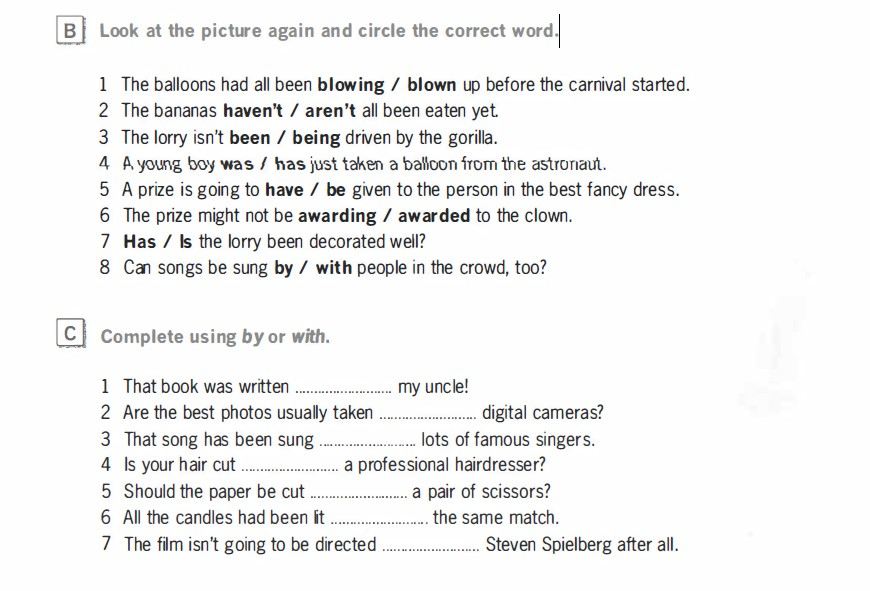 B Look at the picture again and circle the correct word.
1 The balloons had all been blowing / blown up before the carnival started.
2 The bananas haven't / aren't all been eaten yet.
3 The lorry isn't been / being driven by the gorilla.
4 A young boy was / has just taken a balloon from the astronaut.
5 A prize is going to have / be given to the person in the best fancy dress.
6 The prize might not be awarding / awarded to the clown.
7 Has / Is the lorry been decorated well?
8 Can songs be sung by / with people in the crowd, too?
C Complete using by or with.
1 That book was written ........................ my uncle!
2 Are the best photos usually taken ........................ digital cameras?
3 That song has been sung ........................ lots of famous singers.
4 Is your hair cut ........................ a professional hairdresser?
5 Should the paper be cut ........................ a pair of scissors?
6 All the candles had been lit ........................ the same match.
7 The film isn't going to be directed ........................ Steven Spielberg after all.